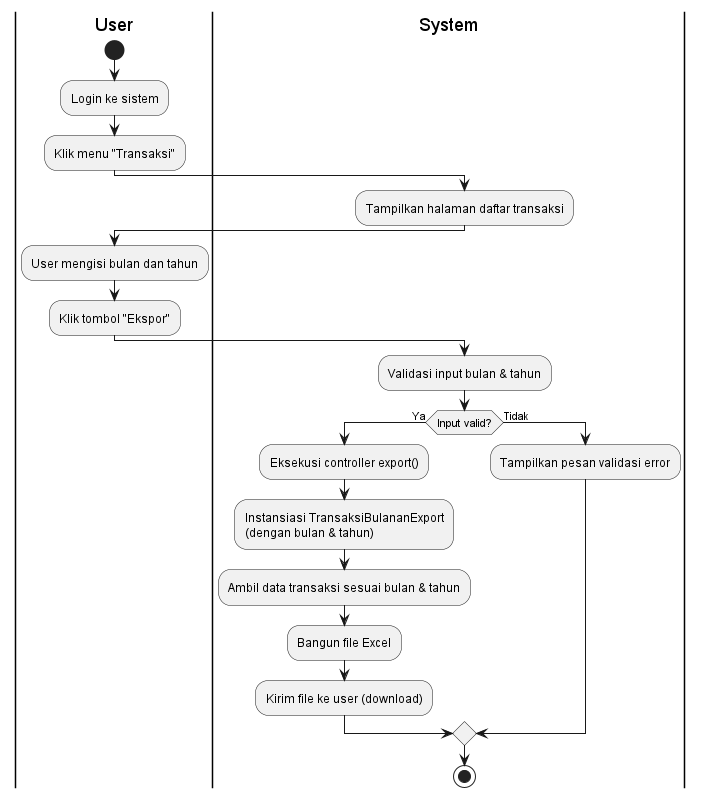 User
System
Login ke sistem
Klik menu "Transaksi"
Tampilkan halaman daftar transaksi
User mengisi bulan dan tahun
Klik tombol "Ekspor"
Validasi input bulan & tahun
Ya
Input valid?
Tidak
Eksekusi controller export()
Tampilkan pesan validasi error
Instansiasi TransaksiBulananExport
(dengan bulan & tahun)
Ambil data transaksi sesuai bulan & tahun
Bangun file Excel
Kirim file ke user (download)